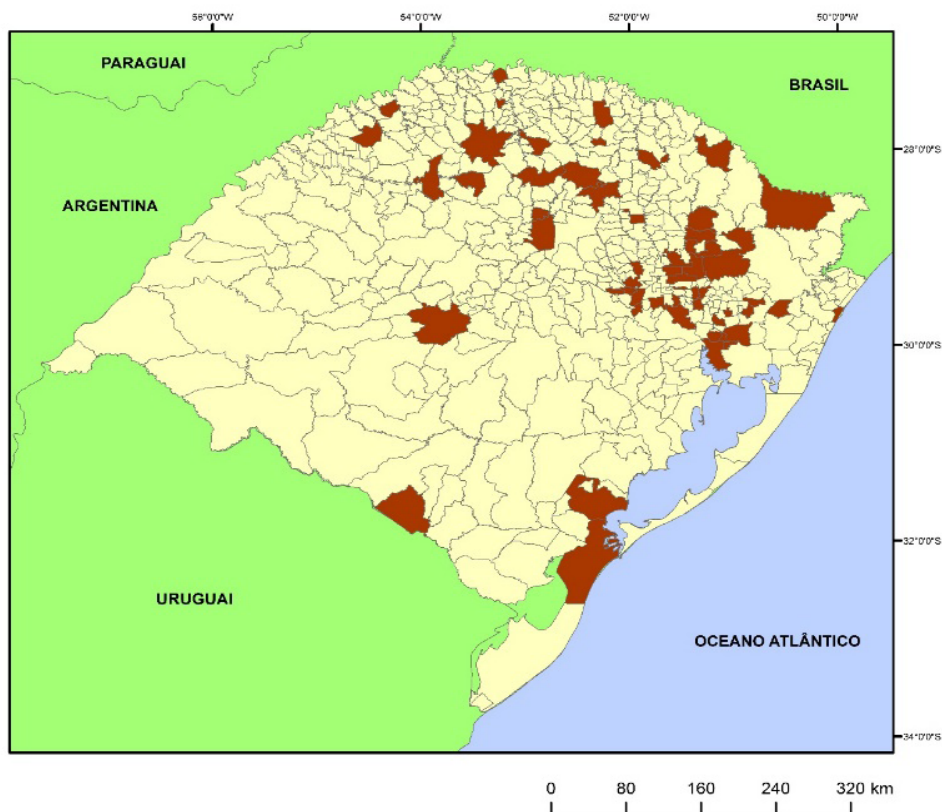 56°0'0"W 54°0'0"W 52°0'0"W 50°0'0"W
PARAGUAI
BRASIL
28°0'0"S
ARGENTINA
30°0'0"S
32°0'0"S
URUGUAI
OCEANO ATLÂNTICO
34°0'0"S
0 80 160 240 320 km